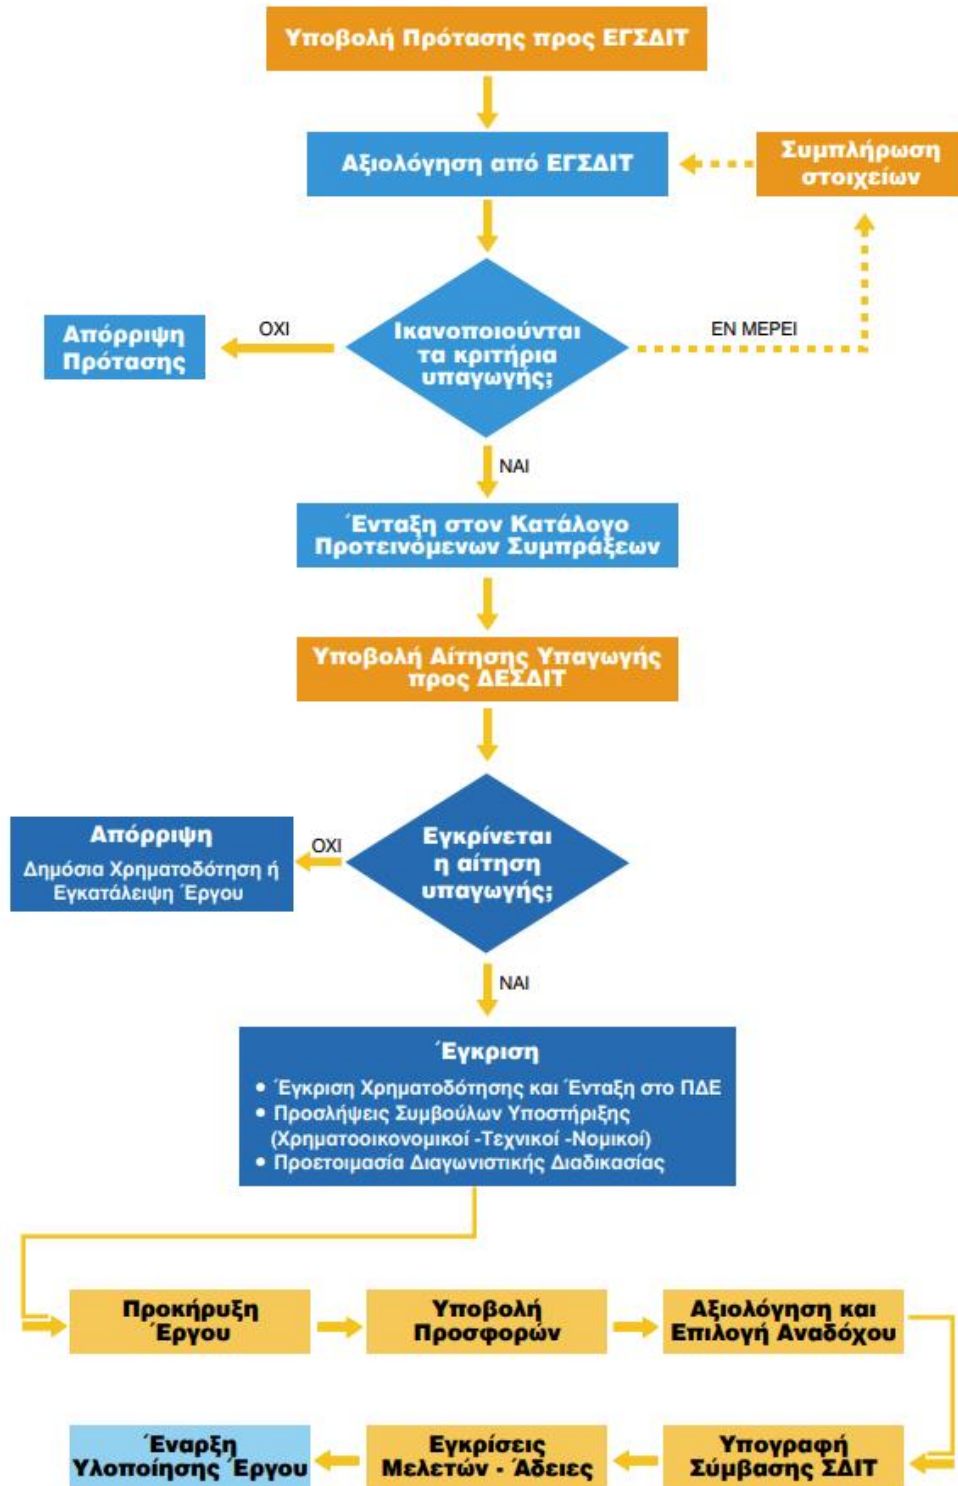 Υποβολή Πρότασης προς ΕΓΣΔΙΤ
Αξιολόγηση από ΕΓΣΔΙΤ
Συμπλήρωση
στοιχείων
Ικανοποιούνται
τα κριτήρια
υπαγωγής;
ΟΧΙ
Απόρριψη
Πρότασης
ΕΝ ΜΕΡΕΙ
ΝΑΙ
Ένταξη στον Κατάλογο
Προτεινόμενων Συμπράξεων
Υποβολή Αίτησης Υπαγωγής
προς ΔΕΣΔΙΤ
Εγκρίνεται
η αίτηση
υπαγωγής;
ΟΧΙ
Απόρριψη
Δημόσια Χρηματοδότηση ή
Εγκατάλειψη Έργου
ΝΑΙ
Έγκριση
• Έγκριση Χρηματοδότησης και Ένταξη στο ΠΔΕ
• Προσλήψεις Συμβούλων Υποστήριξης
(Χρηματοοικονομικοί -Τεχνικοί -Νομικοί)
• Προετοιμασία Διαγωνιστικής Διαδικασίας
Προκήρυξη
Έργου
Υποβολή
Προσφορών
Αξιολόγηση και
Επιλογή Αναδόχου
Υπογραφή
Σύμβασης ΣΔΙΤ
Εγκρίσεις
Μελετών - Άδειες
Έναρξη
Υλοποίησης Έργου